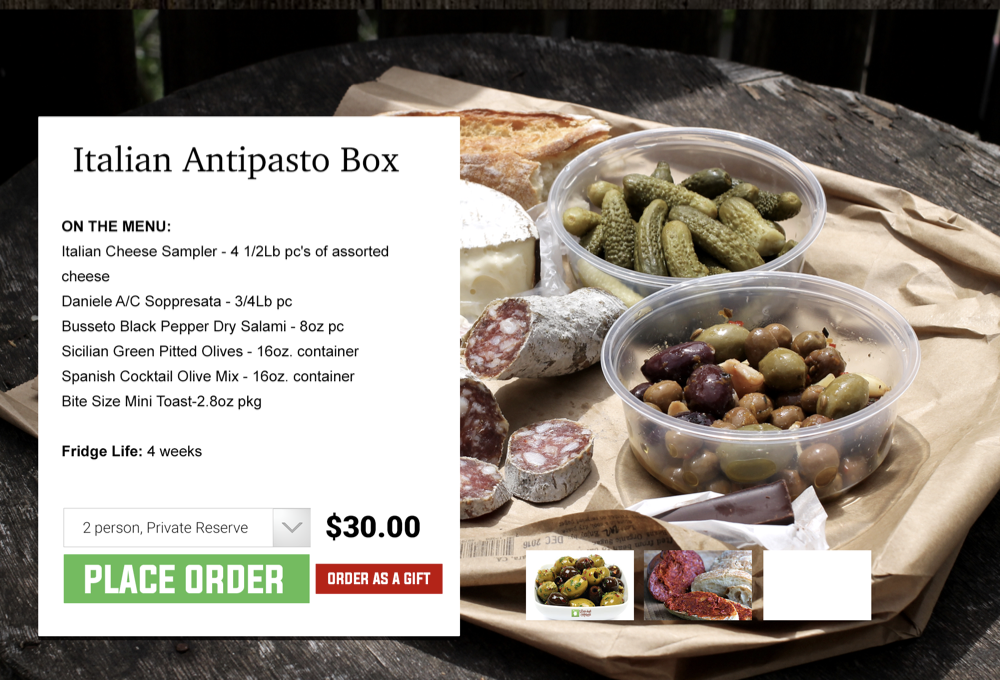 Italian Antipasto Box
ON THE MENU:
Italian Cheese Sampler - 4 1/2Lb pc's of assorted
cheese
Daniele A/C Soppresata - 3/4Lb pc
Busseto Black Pepper Dry Salami - 8oz pc
Sicilian Green Pitted Olives - 16oz. container
Spanish Cocktail Olive Mix - 16oz. container
Bite Size Mini Toast-2.8oz pkg
Fridge Life: 4 weeks
2 person, Private Reserve
$30.00
PLACE ORDER
ORDER AS A GIFT